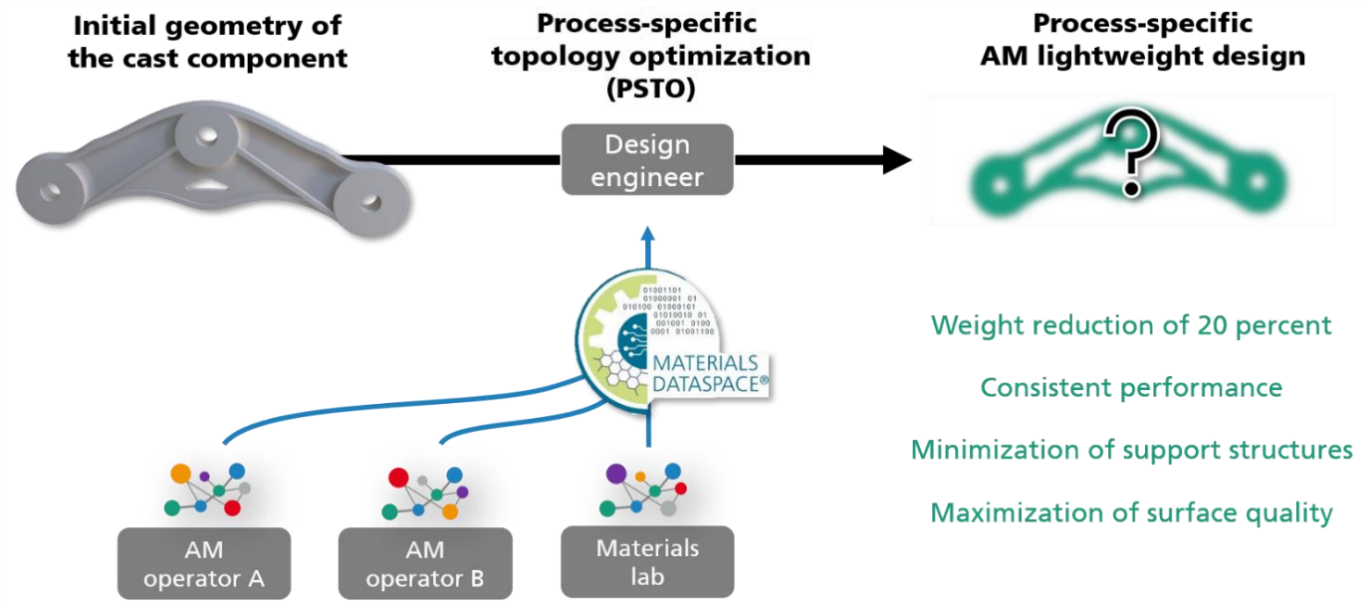 Initial geometry of
the cast component
Process-specific
topology optimization
(PSTO)
Process-specific
AM lightweight design
Design
engineer
?
01001101
01000001 01
010100 01000101
01010010 01
001001 0100
0001 01001100
MATERIALS
DATASPACE®
Weight reduction of 20 percent
Consistent performance
Minimization of support structures
Maximization of surface quality
AM
operator A
AM
operator B
Materials
lab